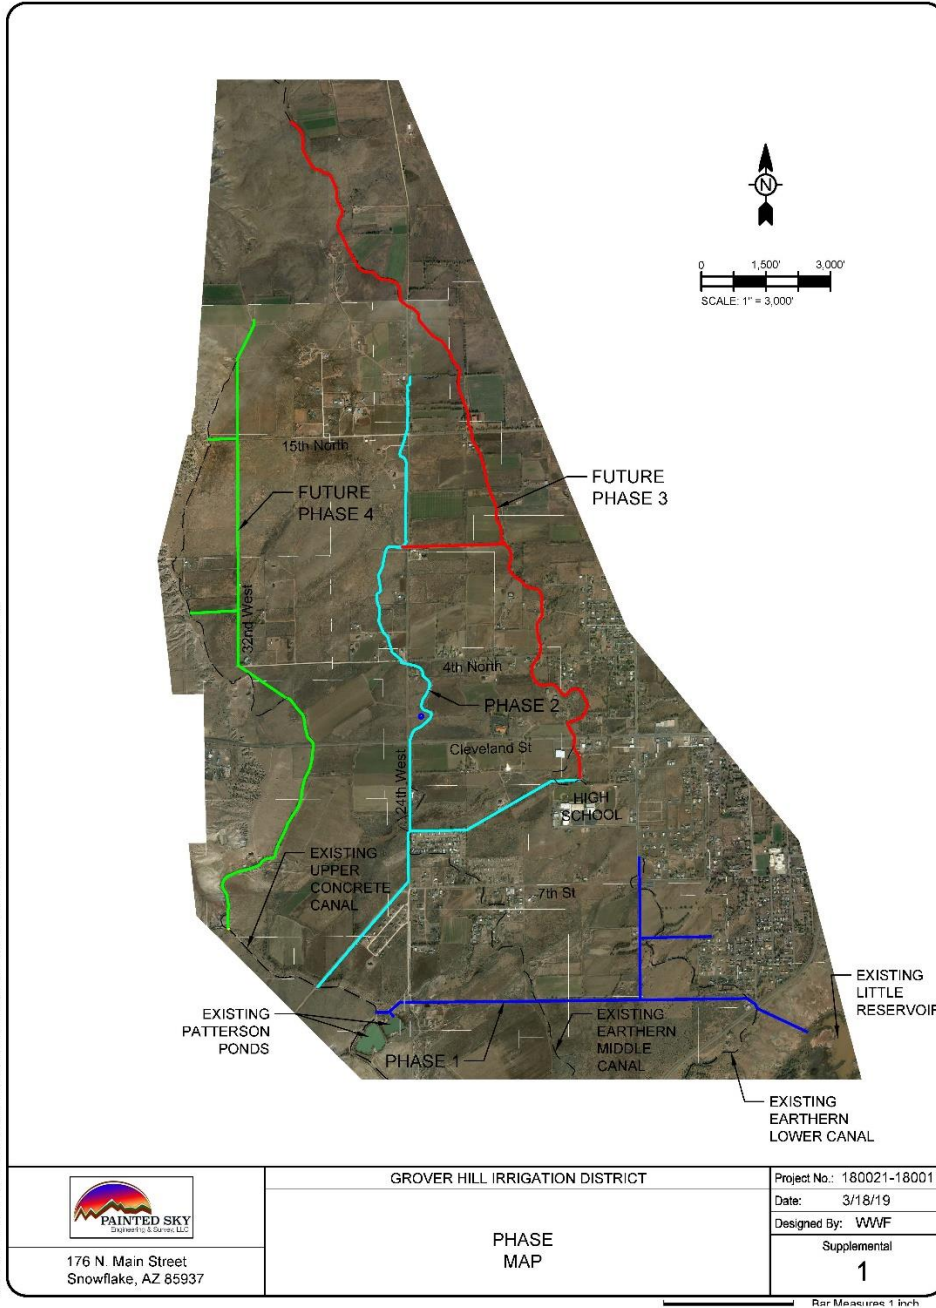 N
0 1,500' 3,000'
SCALE: 1" = 3,000'
15th North
FUTURE
PHASE 3
FUTURE
PHASE 4
32nd West
4th North
PHASE 2
Cleveland St
24th West
HIGH
SCHOOL
EXISTING
UPPER
CONCRETE
CANAL
7th St
EXISTING
LITTLE
RESERVOIR
EXISTING
PATTERSON
PONDS
PHASE 1
EXISTING
EARTHERN
MIDDLE
CANAL
EXISTING
EARTHERN
LOWER CANAL
PAINTED SKY
Engineering & Survey, LLC
176 N. Main Street
Snowflake, AZ 85937
GROVER HILL IRRIGATION DISTRICT
PHASE
MAP
Project No.: 180021-18001
Date: 3/18/19
Designed By: WWF
Supplemental
1
Bar Measures 1 inch